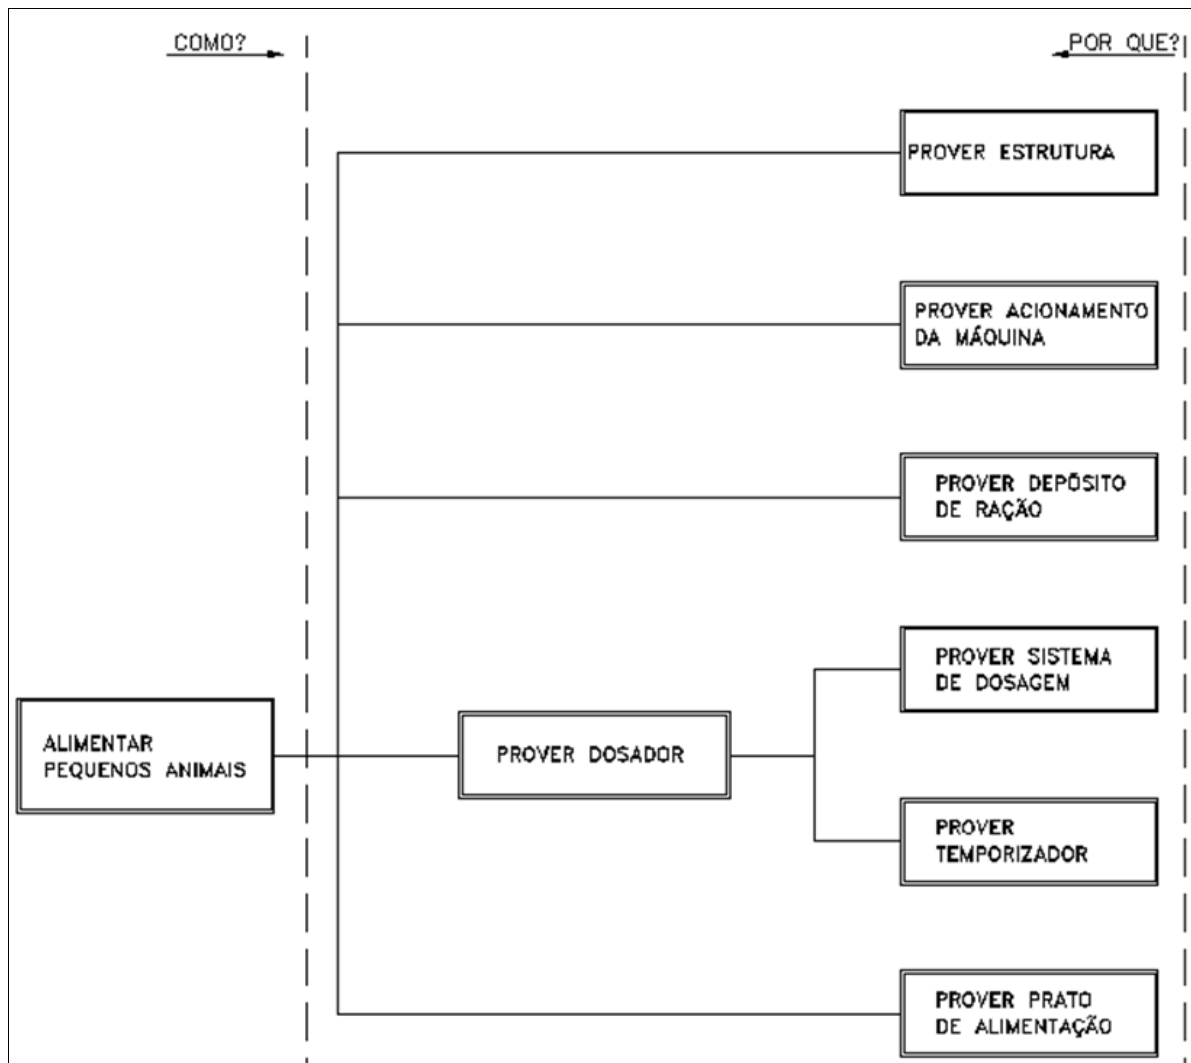 COMO?
POR QUE?
PROVER ESTRUTURA
PROVER ACIONAMENTO
DA MÁQUINA
PROVER DEPÓSITO
DE RAÇÃO
PROVER SISTEMA
DE DOSAGEM
ALIMENTAR
PEQUENOS ANIMAIS
PROVER DOSADOR
PROVER
TEMPORIZADOR
PROVER PRATO
DE ALIMENTAÇÃO